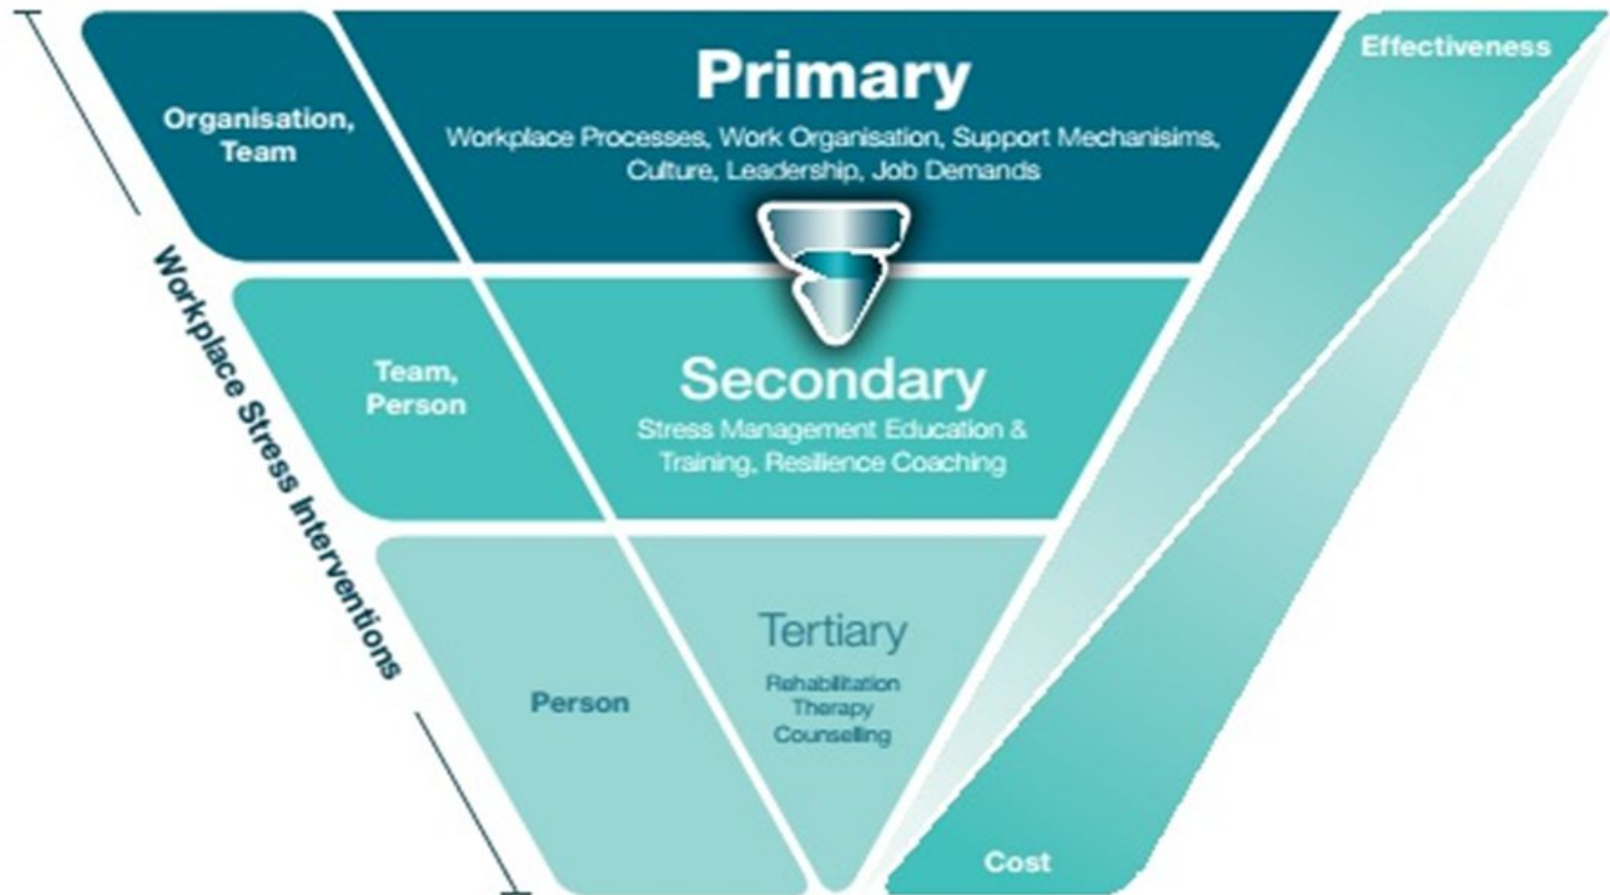 Effectiveness
Primary
Organisation,
Team
Workplace Processes, Work Organisation, Support Mechanisims,
Culture, Leadership, Job Demands
Workplace Stress Interventions
Team,
Person
Secondary
Stress Management Education &
Training, Resilience Coaching
Person
Tertiary
Rehabilitation
Therapy
Counselling
Cost